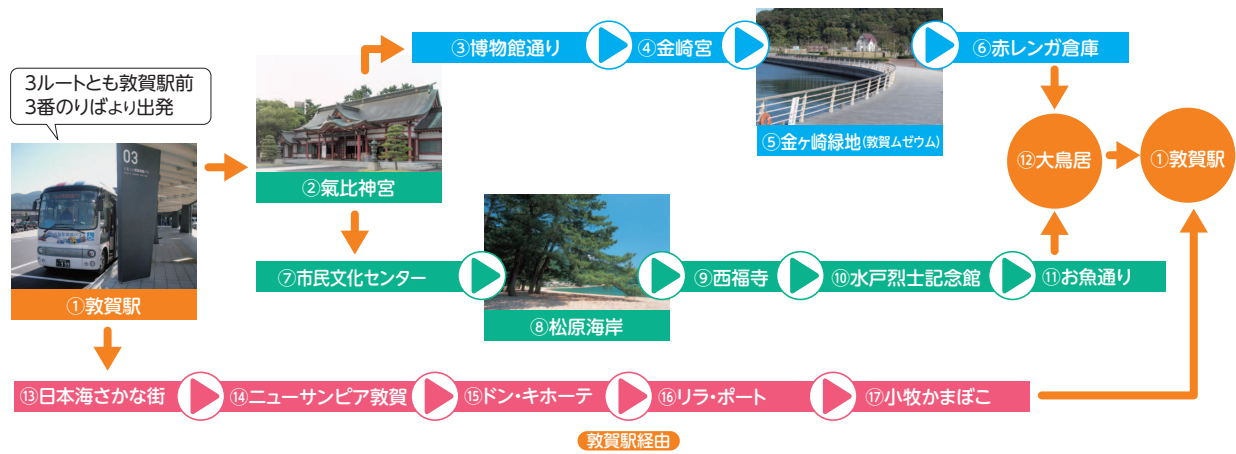 3ルートとも敦賀駅前
3番のりばより出発
03
①敦賀駅
②氣比神宮
③博物館通り
④金崎宮
⑤金ヶ崎緑地(敦賀ムゼウム)
⑥赤レンガ倉庫
⑦市民文化センター
⑧松原海岸
⑨西福寺
⑩水戸烈士記念館
⑪お魚通り
⑫大鳥居
①敦賀駅
⑬日本海さかな街
⑭ニューサンピア敦賀
⑮ドン・キホーテ
⑯リラ・ポート
⑰小牧かまぼこ
敦賀駅経由